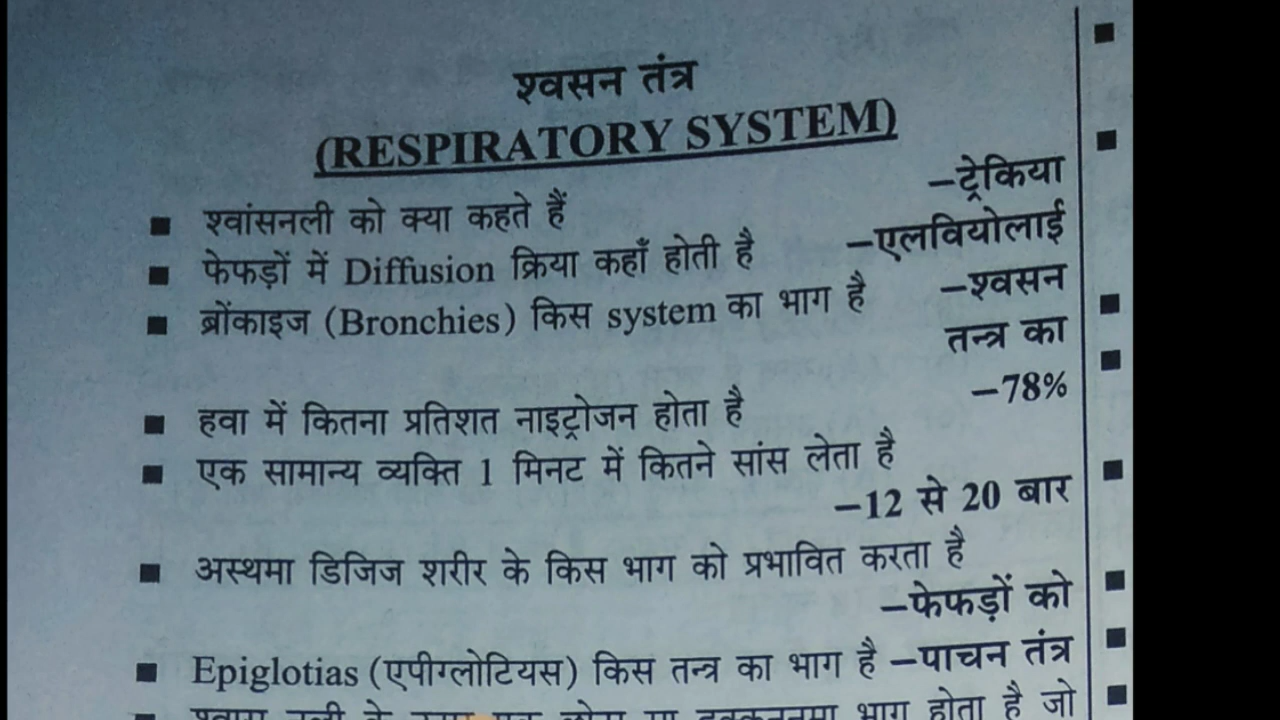 श्वसन तंत्र
(RESPIRATORY SYSTEM)
■ श्वांसनली को क्या कहते हैं –ट्रेकिया
■ फेफड़ों में Diffusion क्रिया कहाँ होती है –एलवियोलाई
■ ब्रोंकाइज (Bronchies) किस system का भाग है –श्वसन
तन्त्र का
■ हवा में कितना प्रतिशत नाइट्रोजन होता है –78%
■ एक सामान्य व्यक्ति 1 मिनट में कितने सांस लेता है
–12 से 20 बार
■ अस्थमा डिजिज शरीर के किस भाग को प्रभावित करता है
–फेफड़ों को
■ Epiglotias (एपीग्लोटियस) किस तन्त्र का भाग है –पाचन तंत्र
भाग होता है जो